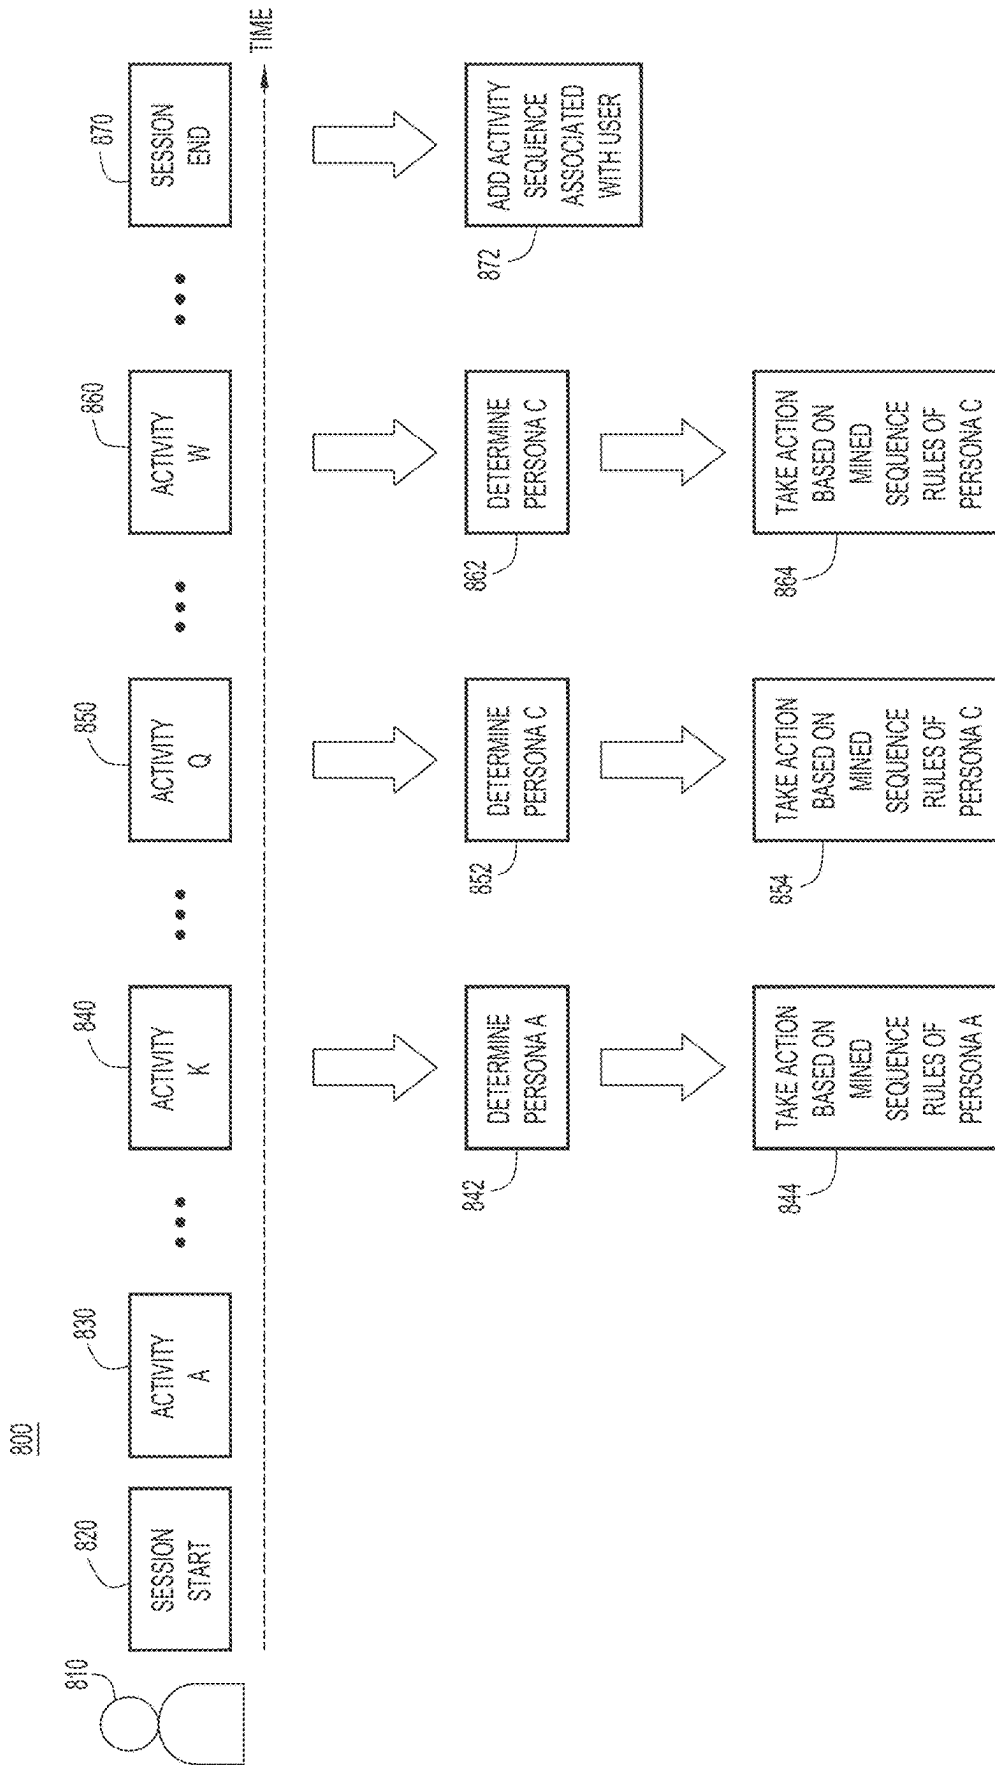 800
810
820
SESSION
START
830
ACTIVITY
A
840
ACTIVITY
K
850
ACTIVITY
Q
860
ACTIVITY
W
870
SESSION
END
TIME
842
DETERMINE
PERSONA A
852
DETERMINE
PERSONA C
862
DETERMINE
PERSONA C
872
ADD ACTIVITY
SEQUENCE
ASSOCIATED
WITH USER
844
TAKE ACTION
BASED ON
MINED
SEQUENCE
RULES OF
PERSONA A
854
TAKE ACTION
BASED ON
MINED
SEQUENCE
RULES OF
PERSONA C
864
TAKE ACTION
BASED ON
MINED
SEQUENCE
RULES OF
PERSONA C